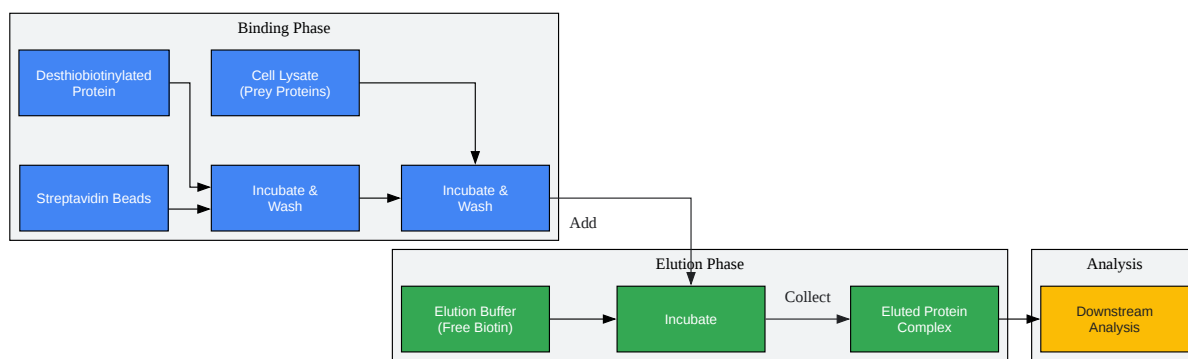 Binding Phase
Desthiobiotinylated
Protein
Cell Lysate
(Prey Proteins)
Streptavidin Beads
Incubate &
Wash
Incubate &
Wash
Add
Elution Phase
Elution Buffer
(Free Biotin)
Incubate
Collect
Eluted Protein
Complex
Analysis
Downstream
Analysis